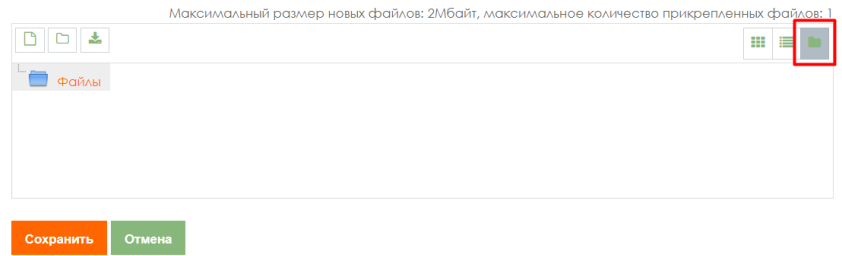 Максимальный размер новых файлов: 2Мбайт, максимальное количество прикрепленных файлов: 1
Файлы
Сохранить Отмена